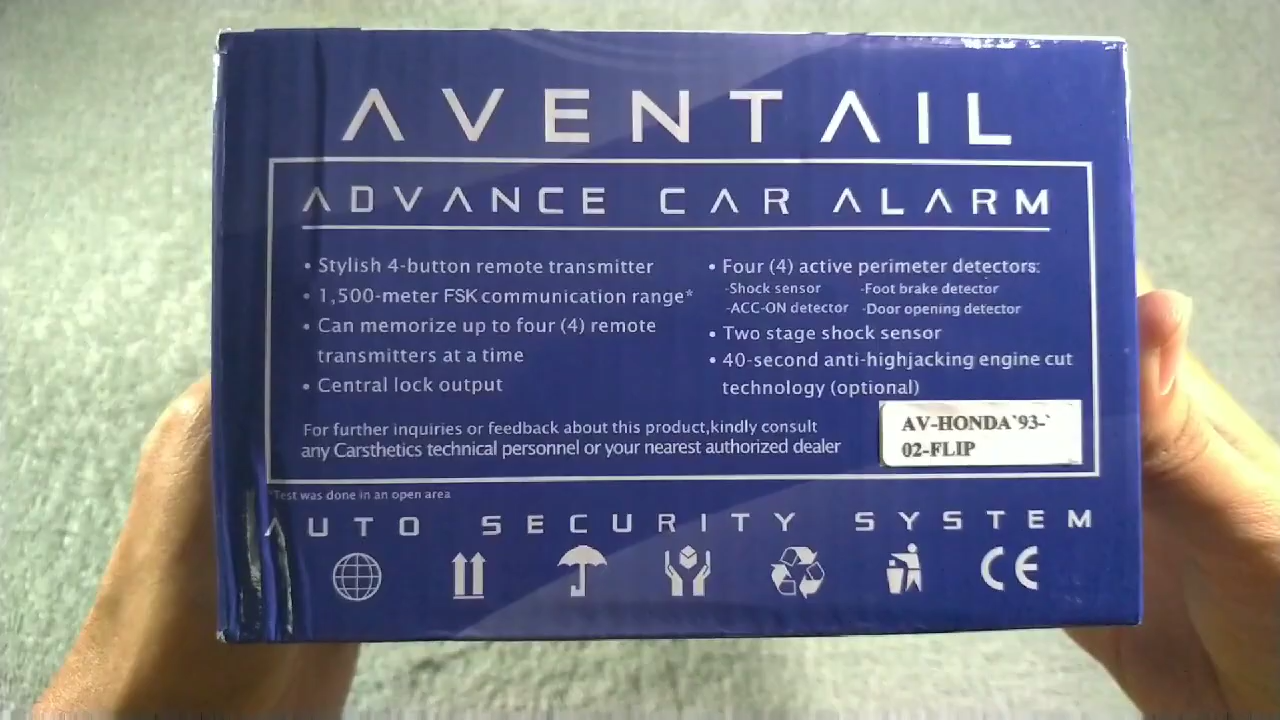 AVENTAIL
ADVANCE CAR ALARM
• Stylish 4-button remote transmitter
• 1,500-meter FSK communication range*
• Can memorize up to four (4) remote
transmitters at a time
• Central lock output
• Four (4) active perimeter detectors:
-Shock sensor -Foot brake detector
-ACC-ON detector -Door opening detector
• Two stage shock sensor
• 40-second anti-highjacking engine cut
technology (optional)
For further inquiries or feedback about this product,kindly consult
any Carsthetics technical personnel or your nearest authorized dealer
AV-HONDA`93-`
02-FLIP
*Test was done in an open area
AUTO SECURITY SYSTEM
CE